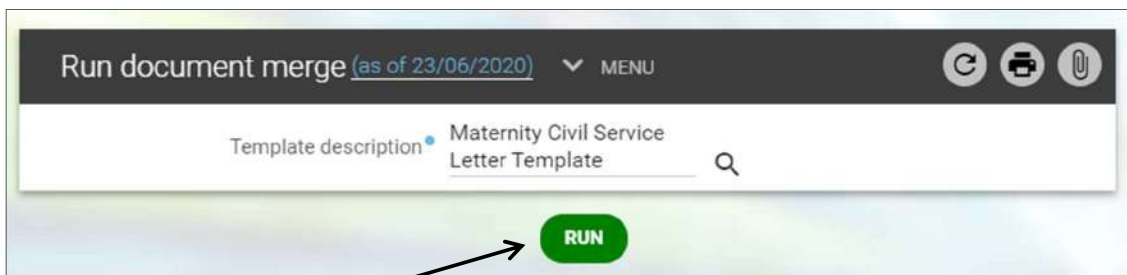 Run document merge (as of 23/06/2020) MENU
Template description Maternity Civil Service
Letter Template
RUN